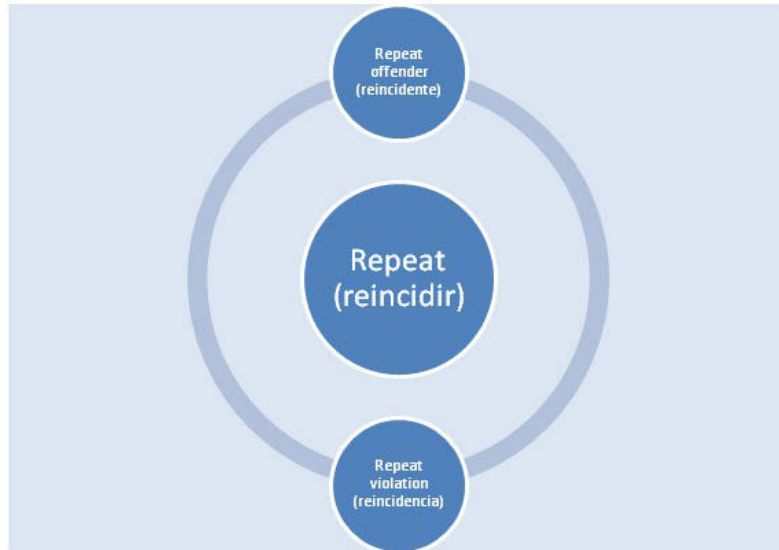 Repeat
offender
(reincidente)
Repeat
(reincidir)
Repeat
violation
(reincidencia)